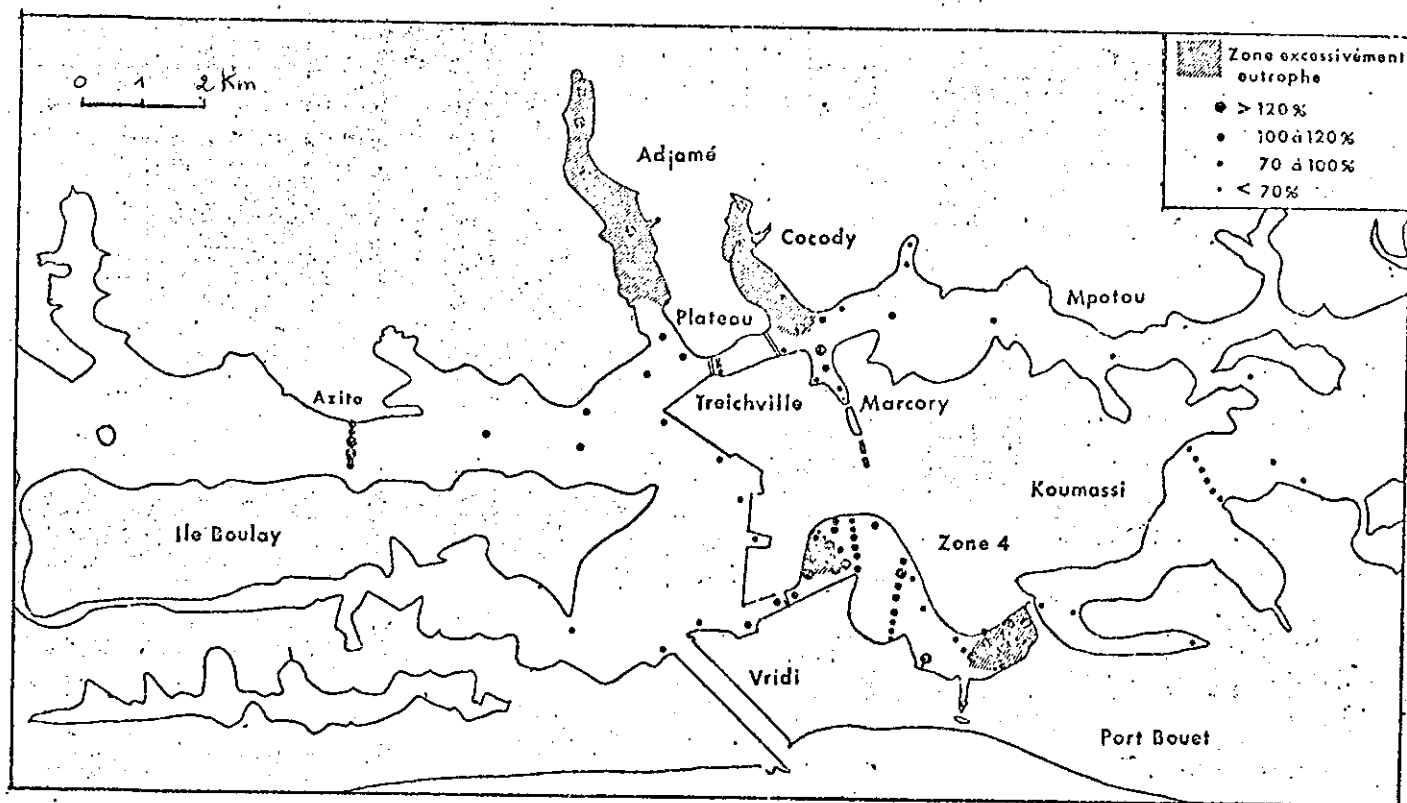 0 1 2 Km
Zone excessivément
eutrophe
> 120%
100 à 120%
70 à 100%
< 70%
Adjamé
Cocody
Plateau
Mpotou
Azito
Treichville
Marcory
Koumassi
Ile Boulay
Zone 4
Vridi
Port Bouet